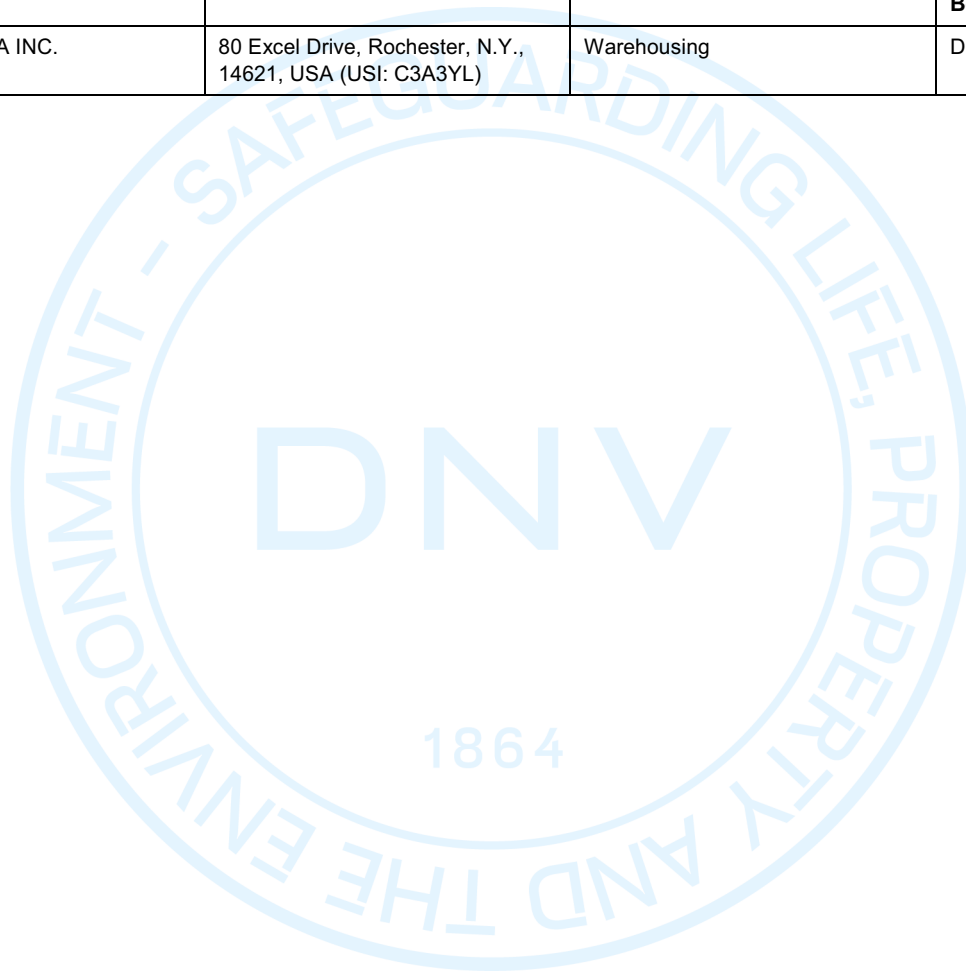 B
A INC.
80 Excel Drive, Rochester, N.Y.,
14621, USA (USI: C3A3YL)
Warehousing
D
SAFEGUARDING LIFE, PROPERTY AND THE ENVIRONMENT -
DNV
1864